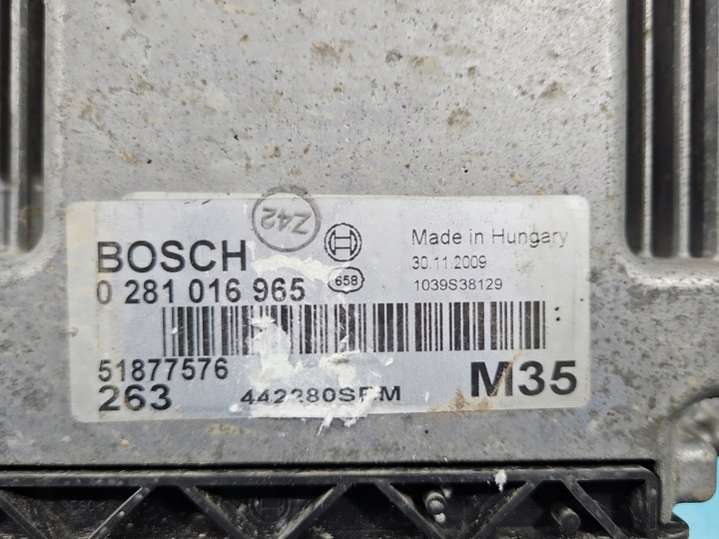 Z42
BOSCH
Made in Hungary
30.11.2009
0 281 016 965
658
1039S38129
51877576
263
M35